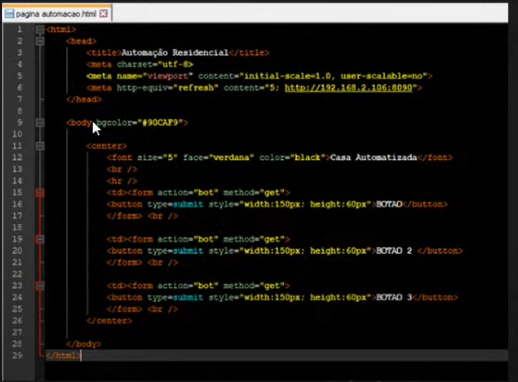 pagina automacao.html
1 <html>
2 <head>
3 <title>Automação Residencial</title>
4 <meta charset="utf-8>
5 <meta name="viewport" content="initial-scale=1.0, user-scalable=no">
6 <meta http-equiv="refresh" content="5; http://192.168.2.106:8090">
7 </head>
8
9 <body bgcolor="#90CAF9">
10
11 <center>
12 <font size="5" face="verdana" color="black">Casa Automatizada</font>
13 <br />
14 <hr />
15 <td><form action="bot" method="get">
16 <button type=submit style="width:150px; height:60px">BOTAO</button>
17 </form> <br />
18
19 <td><form action="bot" method="get">
20 <button type=submit style="width:150px; height:60px">BOTAO 2 </button>
21 </form> <br />
22
23 <td><form action="bot" method="get">
24 <button type=submit style="width:150px; height:60px">BOTAO 3</button>
25 </form> <br />
26 </center>
27
28 </body>
29 </html>